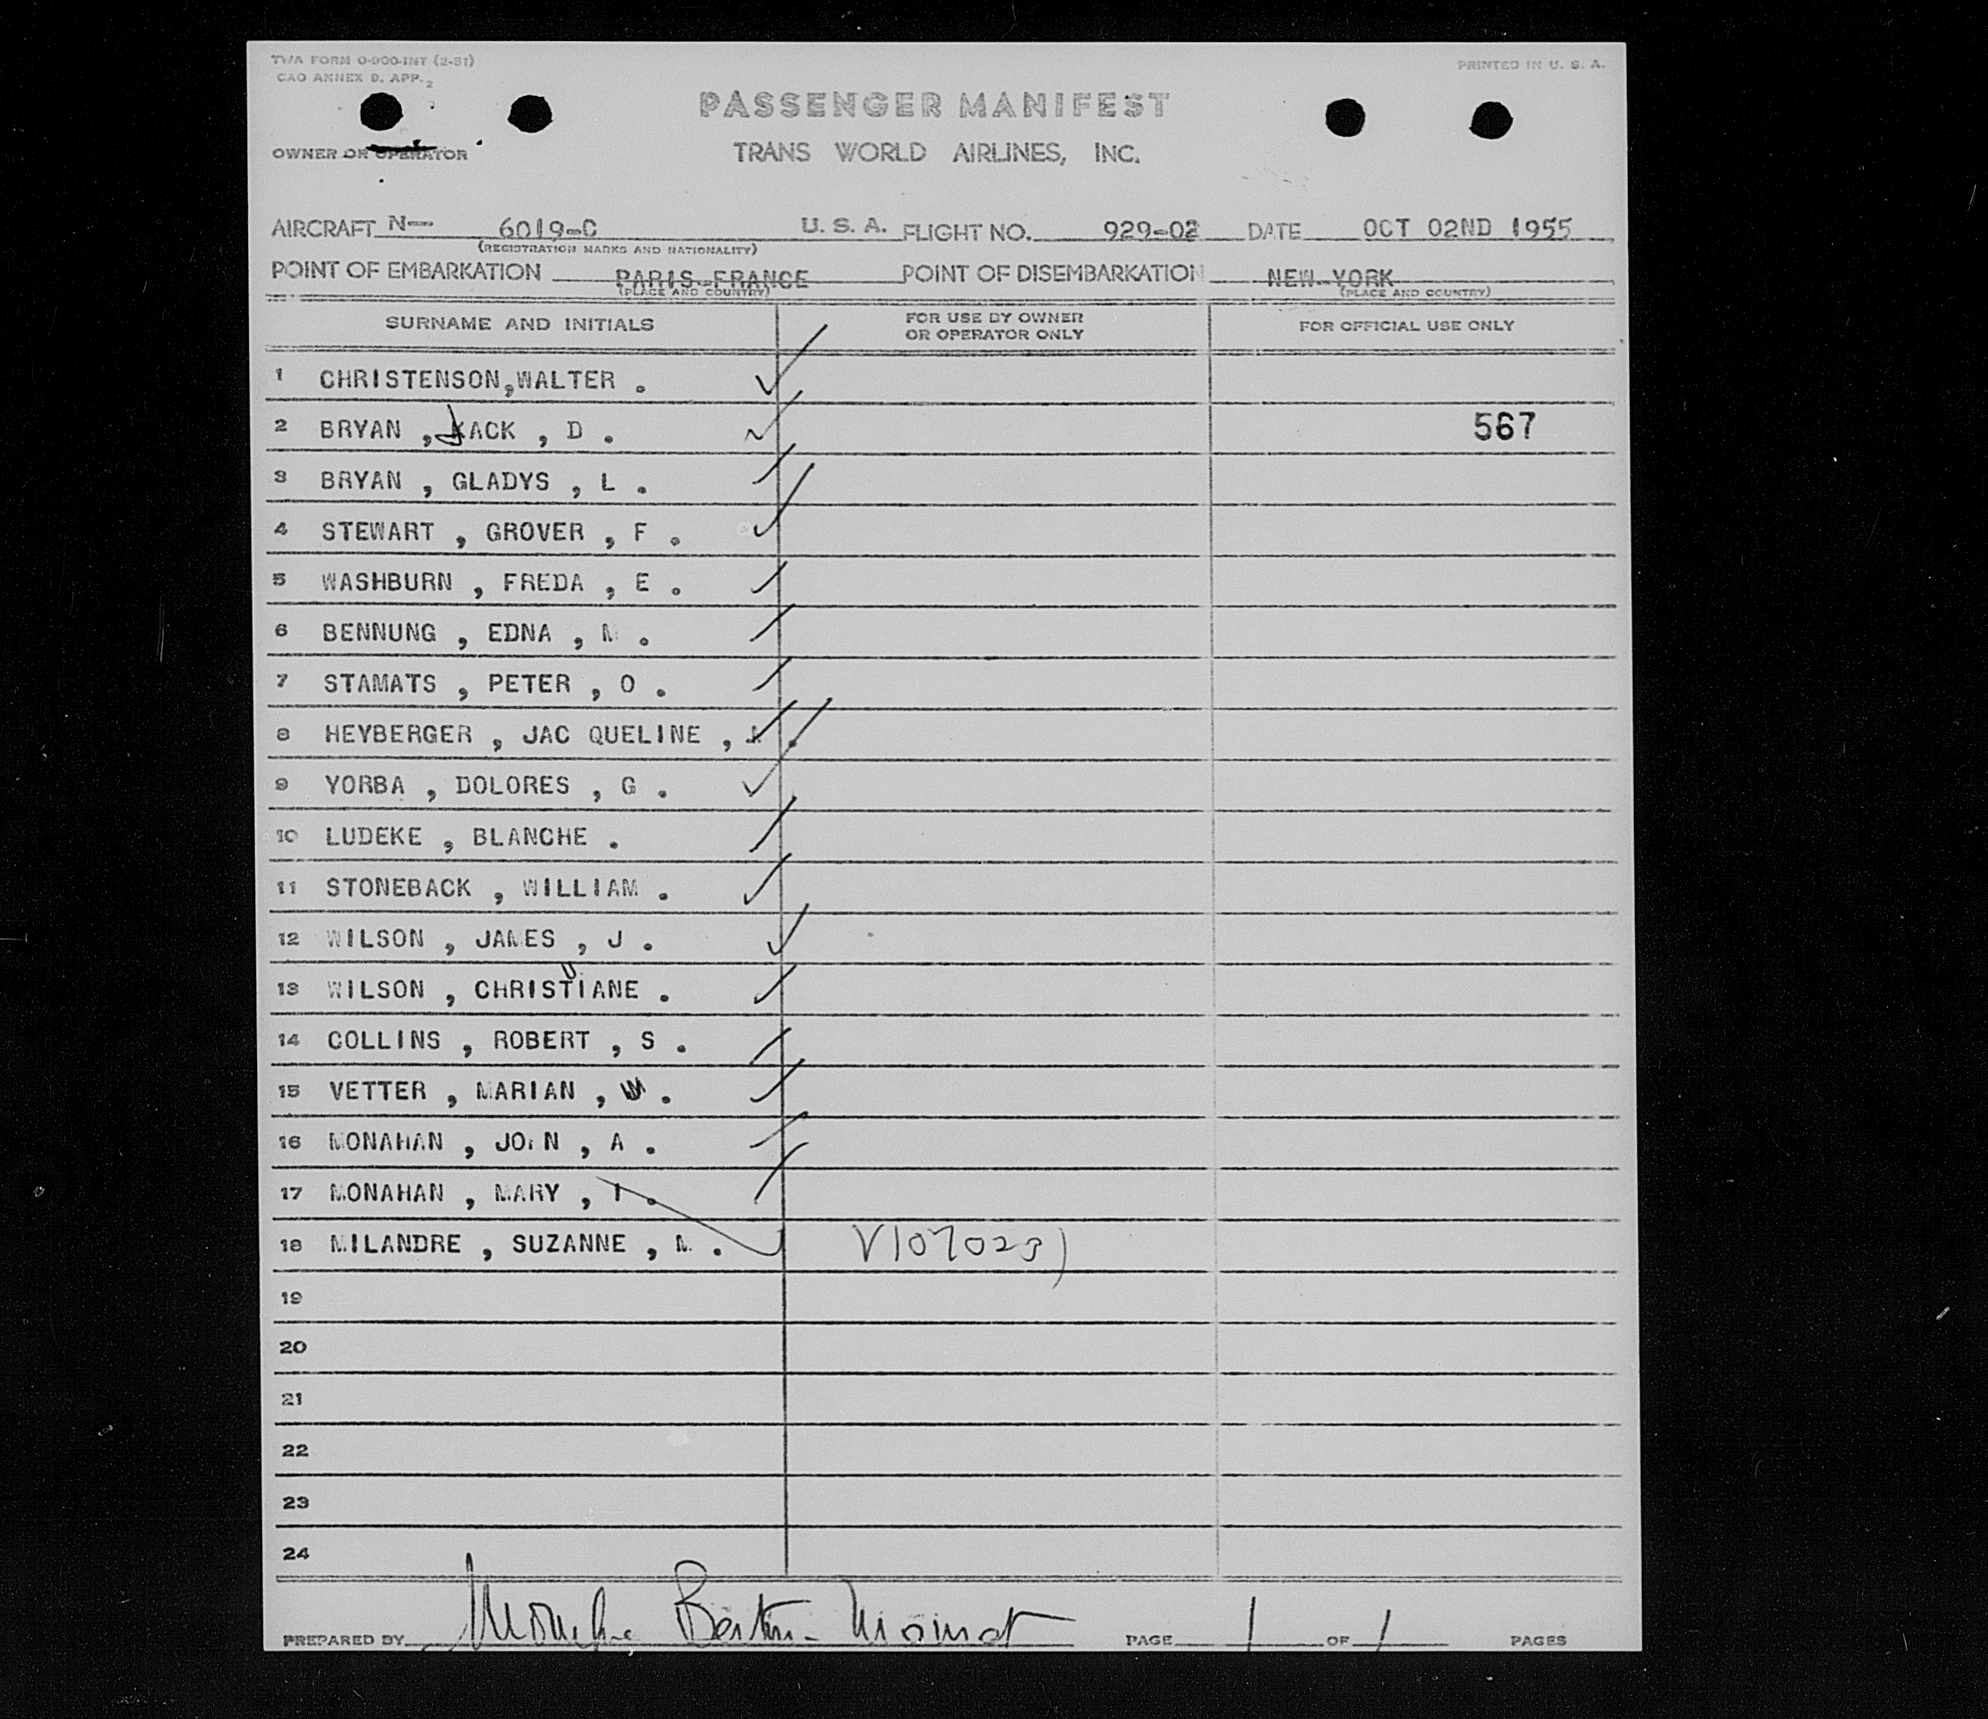 TWA FORM O-900-INT (2-51)
PRINTED IN U. S. A.
CAO ANNEX D. APP. 2
PASSENGER MANIFEST
OWNER OR OPERATOR
TRANS WORLD AIRLINES, INC.
AIRCRAFT N— 6019-C U. S. A. FLIGHT NO. 929-02 DATE OCT 02ND 1955
(REGISTRATION MARKS AND NATIONALITY)
POINT OF EMBARKATION PARIS-FRANCE POINT OF DISEMBARKATION NEW YORK
(PLACE AND COUNTRY) (PLACE AND COUNTRY)
SURNAME AND INITIALS FOR USE BY OWNER OR OPERATOR ONLY FOR OFFICIAL USE ONLY
1 CHRISTENSON,WALTER .
2 BRYAN , JACK , D . 567
3 BRYAN , GLADYS , L .
4 STEWART , GROVER , F .
5 WASHBURN , FREDA , E .
6 BENNUNG , EDNA , M .
7 STAMATS , PETER , O .
8 HEYBERGER , JAC QUELINE , .
9 YORBA , DOLORES , G .
10 LUDEKE , BLANCHE .
11 STONEBACK , WILLIAM .
12 WILSON , JAMES , J .
13 WILSON , CHRISTIANE .
14 COLLINS , ROBERT , S .
15 VETTER , MARIAN , W .
16 MONAHAN , JOHN , A .
17 MONAHAN , MARY , I .
18 MILANDRE , SUZANNE , M . V1070231
19
20
21
22
23
24
PREPARED BY PAGE 1 OF 1 PAGES